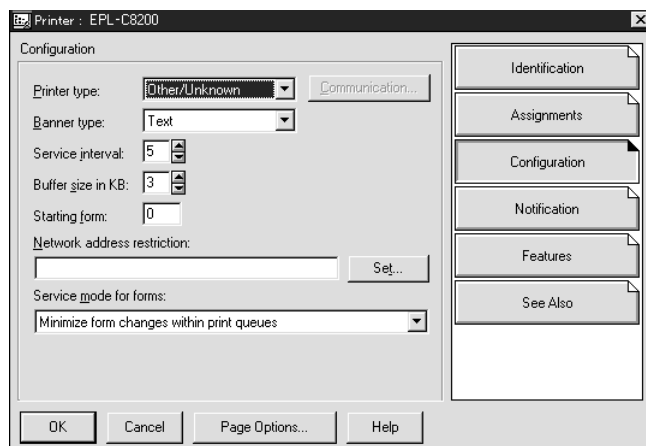 Printer : EPL-C8200
Configuration
Printer type: Other/Unknown Communication...
Banner type: Text
Service interval: 5
Buffer size in KB: 3
Starting form: 0
Network address restriction:
Set...
Service mode for forms:
Minimize form changes within print queues
OK Cancel Page Options... Help
Identification
Assignments
Configuration
Notification
Features
See Also